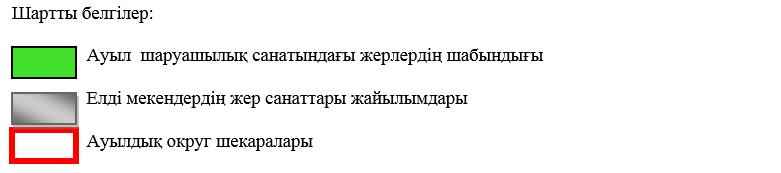 Шартты белгілер:
Ауыл шаруашылық санатындағы жерлердің шабындығы
Елді мекендердің жер санаттары жайылымдары
Ауылдық округ шекаралары